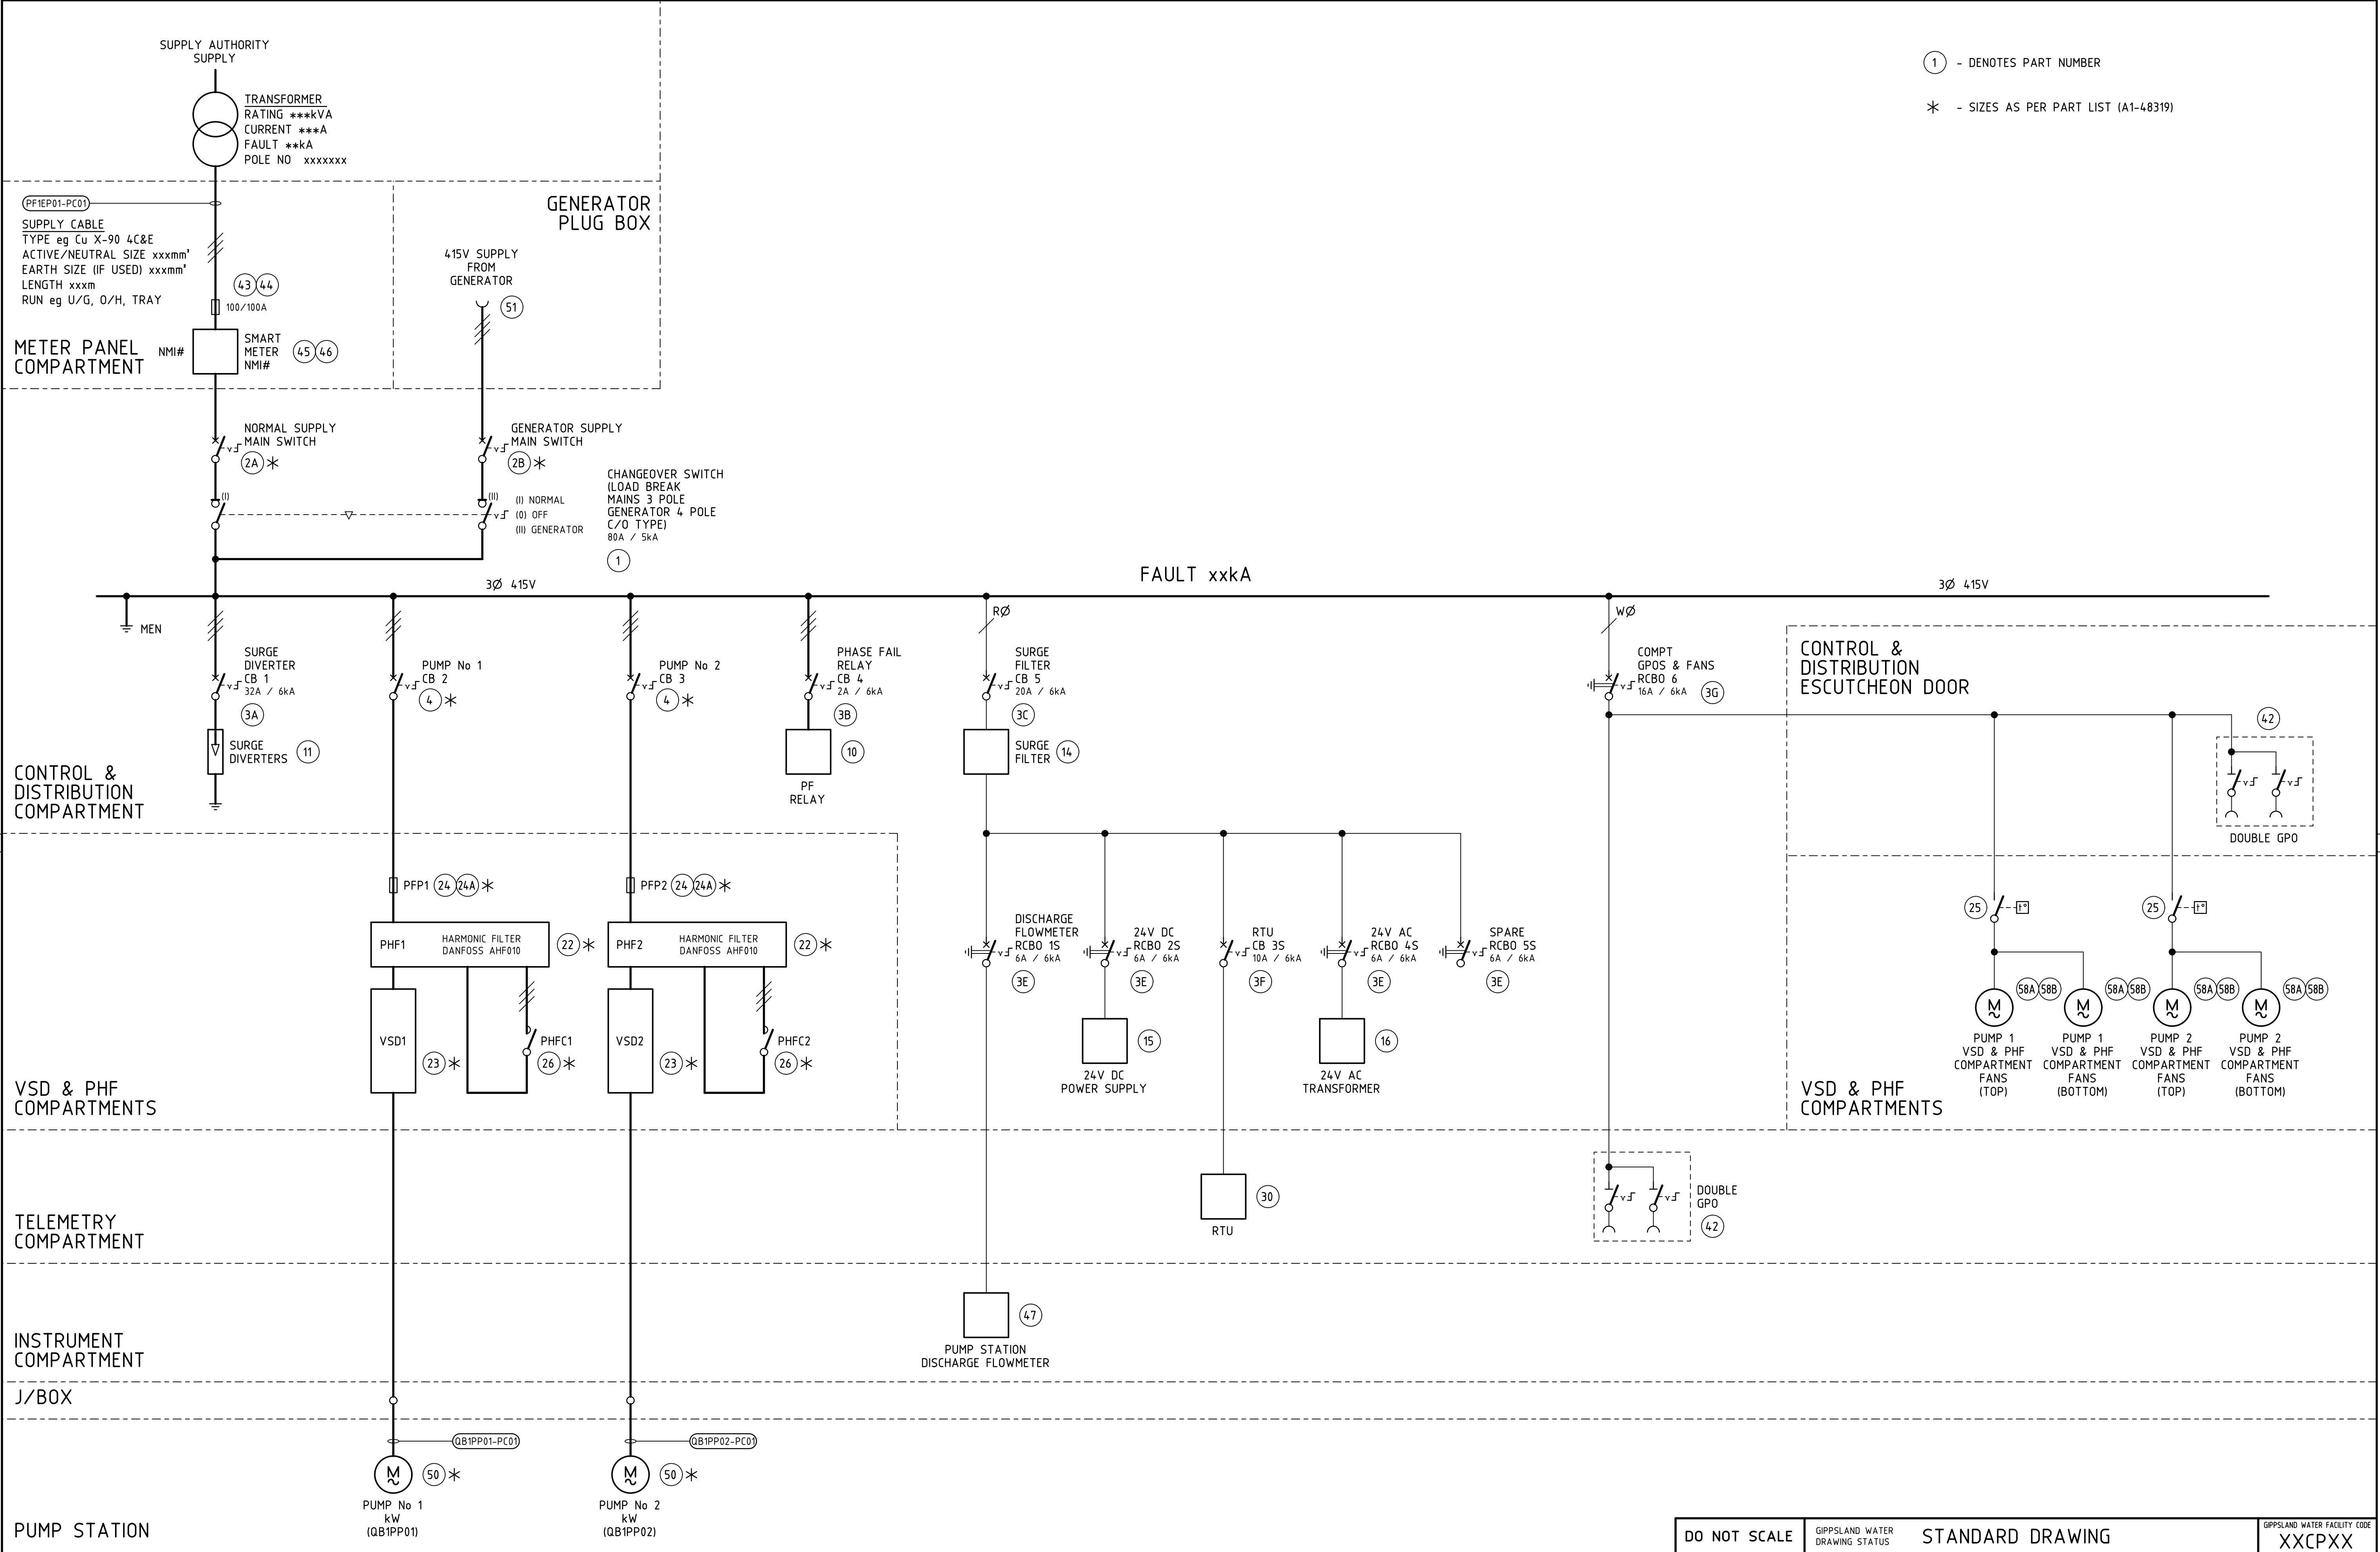 SUPPLY AUTHORITY
SUPPLY
TRANSFORMER
RATING ***kVA
CURRENT ***A
FAULT **kA
POLE NO xxxxxxx
1 - DENOTES PART NUMBER
* - SIZES AS PER PART LIST (A1-48319)
PF1EP01-PC01
SUPPLY CABLE
TYPE eg Cu X-90 4C&E
ACTIVE/NEUTRAL SIZE xxxmm²
EARTH SIZE (IF USED) xxxmm²
LENGTH xxxm
RUN eg U/G, O/H, TRAY
43 44
100/100A
METER PANEL
COMPARTMENT
NMI#
SMART
METER
NMI#
45 46
GENERATOR
PLUG BOX
415V SUPPLY
FROM
GENERATOR
51
NORMAL SUPPLY
MAIN SWITCH
2A *
GENERATOR SUPPLY
MAIN SWITCH
2B *
(I)
(II)
(I) NORMAL
(0) OFF
(II) GENERATOR
CHANGEOVER SWITCH
(LOAD BREAK
MAINS 3 POLE
GENERATOR 4 POLE
C/O TYPE)
80A / 5kA
1
3Ø 415V
FAULT xxkA
3Ø 415V
MEN
SURGE
DIVERTER
CB 1
32A / 6kA
3A
SURGE
DIVERTERS
11
PUMP No 1
CB 2
4 *
PUMP No 2
CB 3
4 *
PHASE FAIL
RELAY
CB 4
2A / 6kA
3B
10
PF
RELAY
RØ
SURGE
FILTER
CB 5
20A / 6kA
3C
SURGE
FILTER
14
WØ
COMPT
GPOS & FANS
RCBO 6
16A / 6kA
3G
CONTROL &
DISTRIBUTION
ESCUTCHEON DOOR
42
DOUBLE GPO
CONTROL &
DISTRIBUTION
COMPARTMENT
PFP1 24 24A *
PFP2 24 24A *
PHF1
HARMONIC FILTER
DANFOSS AHF010
22 *
PHF2
HARMONIC FILTER
DANFOSS AHF010
22 *
VSD1
23 *
PHFC1
26 *
VSD2
23 *
PHFC2
26 *
DISCHARGE
FLOWMETER
RCBO 1S
6A / 6kA
3E
24V DC
RCBO 2S
6A / 6kA
3E
RTU
CB 3S
10A / 6kA
3F
24V AC
RCBO 4S
6A / 6kA
3E
SPARE
RCBO 5S
6A / 6kA
3E
15
24V DC
POWER SUPPLY
16
24V AC
TRANSFORMER
25
t°
25
t°
58A 58B
58A 58B
58A 58B
58A 58B
M
M
M
M
PUMP 1
VSD & PHF
COMPARTMENT
FANS
(TOP)
PUMP 1
VSD & PHF
COMPARTMENT
FANS
(BOTTOM)
PUMP 2
VSD & PHF
COMPARTMENT
FANS
(TOP)
PUMP 2
VSD & PHF
COMPARTMENT
FANS
(BOTTOM)
VSD & PHF
COMPARTMENTS
VSD & PHF
COMPARTMENTS
TELEMETRY
COMPARTMENT
30
RTU
DOUBLE
GPO
42
INSTRUMENT
COMPARTMENT
47
PUMP STATION
DISCHARGE FLOWMETER
J/BOX
QB1PP01-PC01
QB1PP02-PC01
M
50 *
M
50 *
PUMP No 1
kW
(QB1PP01)
PUMP No 2
kW
(QB1PP02)
PUMP STATION
DO NOT SCALE
GIPPSLAND WATER
DRAWING STATUS
STANDARD DRAWING
GIPPSLAND WATER FACILITY CODE
XXCPXX